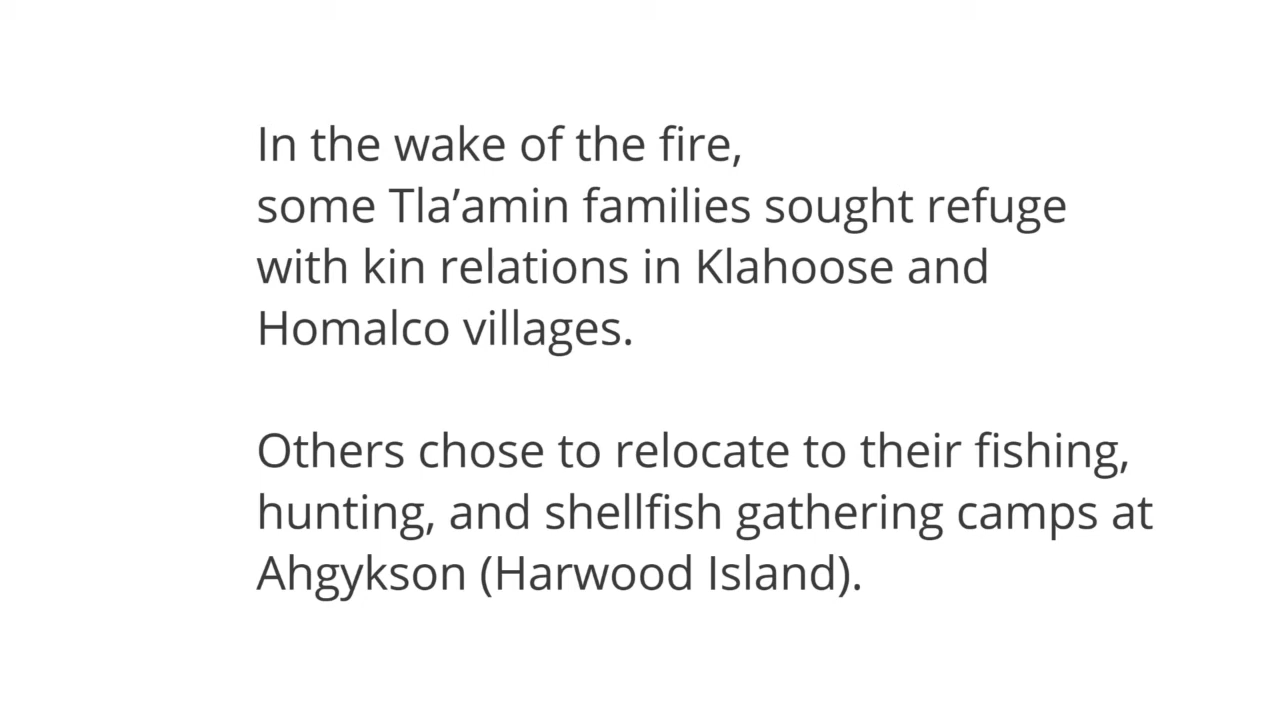 In the wake of the fire,
some Tla’amin families sought refuge
with kin relations in Klahoose and
Homalco villages.
Others chose to relocate to their fishing,
hunting, and shellfish gathering camps at
Ahgykson (Harwood Island).